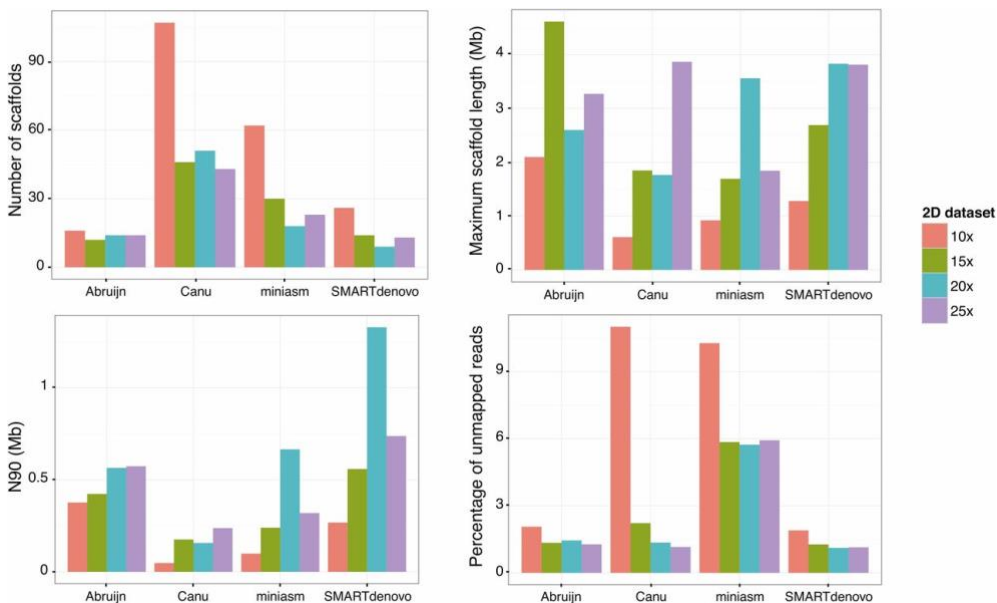 Number of scaffolds
90
60
30
0
Abruijn Canu miniasm SMARTdenovo
Maximum scaffold length (Mb)
4
3
2
1
0
Abruijn Canu miniasm SMARTdenovo
N90 (Mb)
1
0.5
0
Abruijn Canu miniasm SMARTdenovo
Percentage of unmapped reads
9
6
3
0
Abruijn Canu miniasm SMARTdenovo
2D dataset
10x
15x
20x
25x